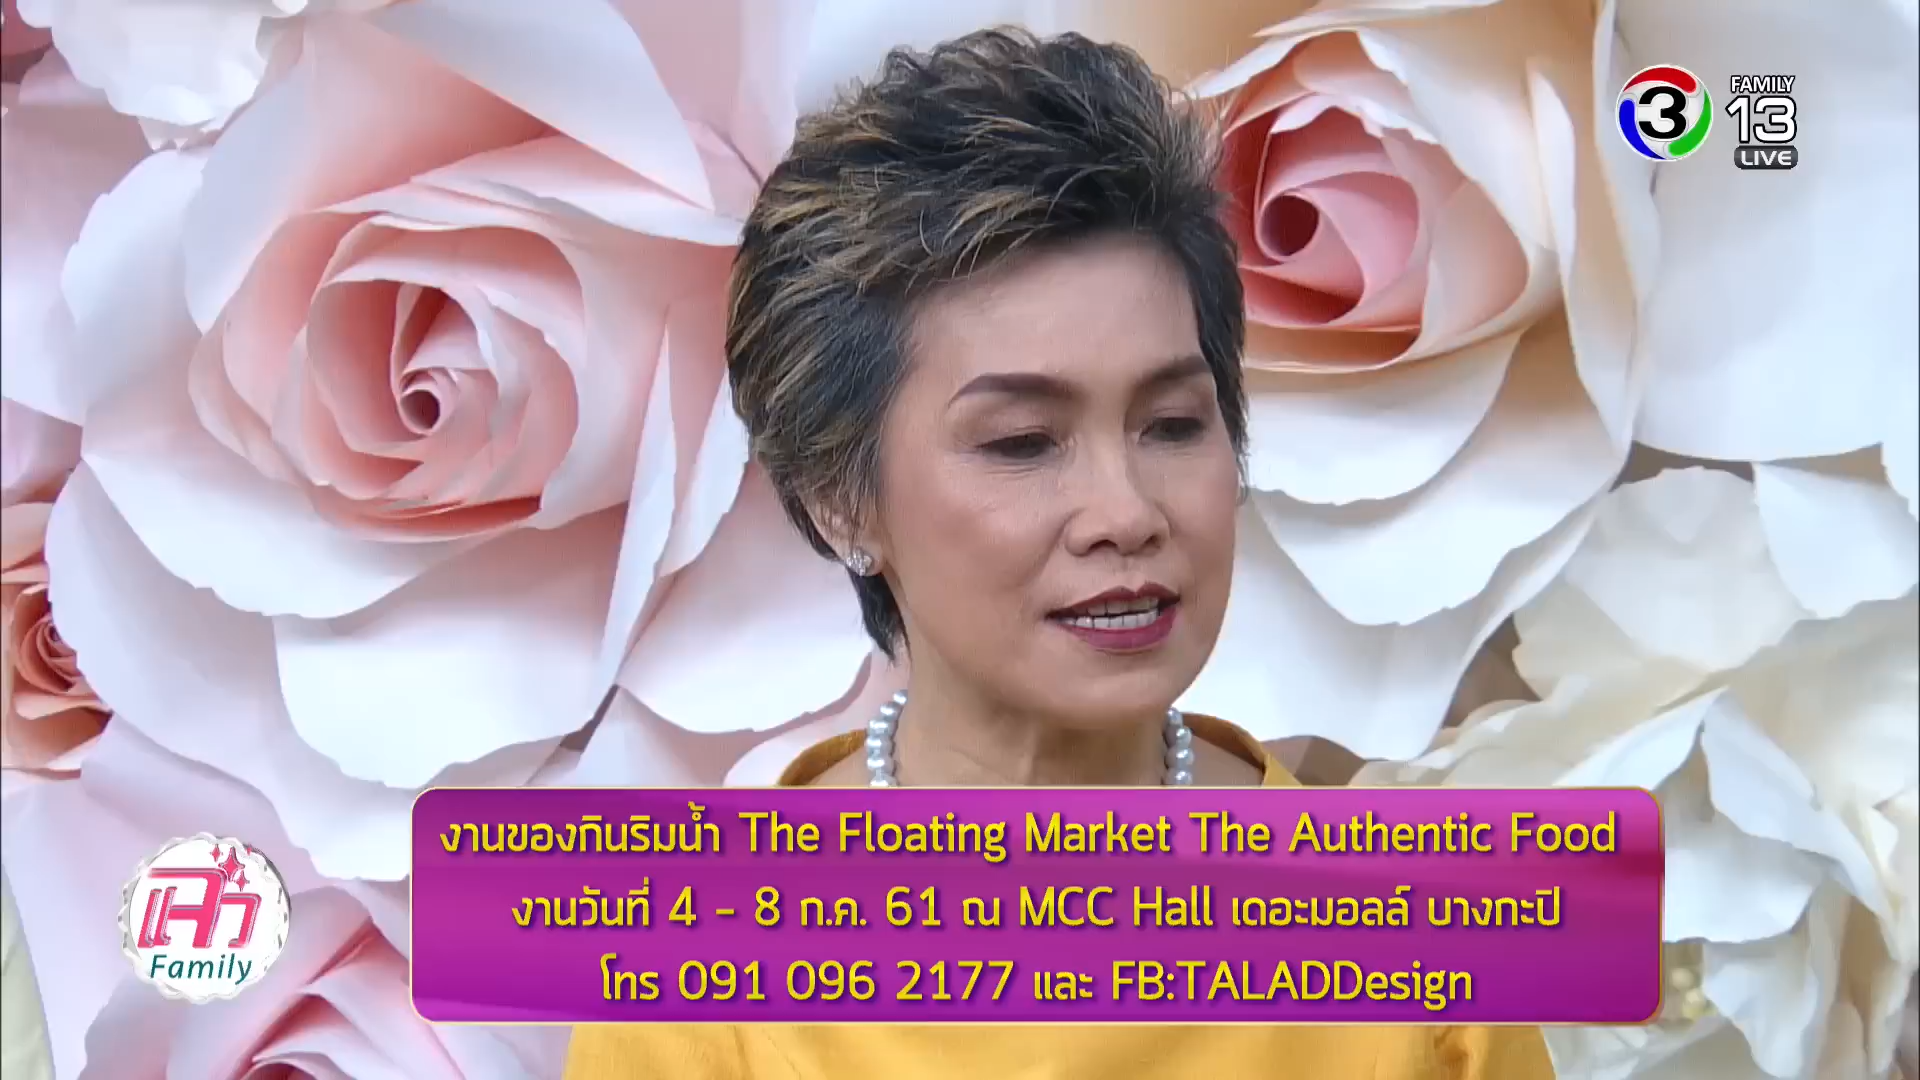 3
FAMILY
13
LIVE
งานของกินริมน้ำ The Floating Market The Authentic Food
งานวันที่ 4 - 8 ก.ค. 61 ณ MCC Hall เดอะมอลล์ บางกะปิ
โทร 091 096 2177 และ FB:TALADDesign
แจ๋ว
Family